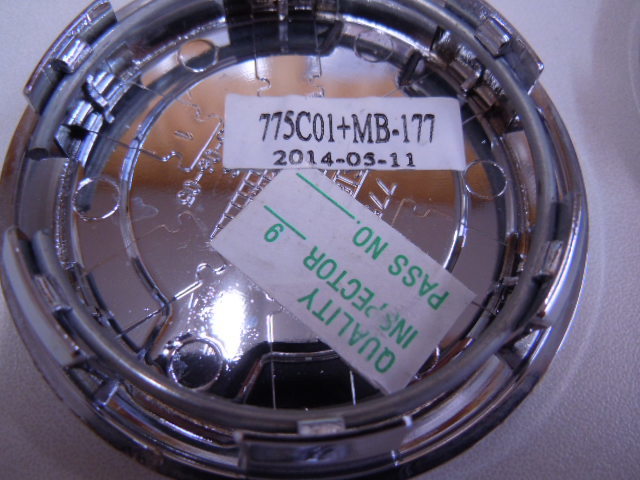 775C01+MB-177
2014-05-11
QUALITY
INSPECTOR 9
PASS NO.